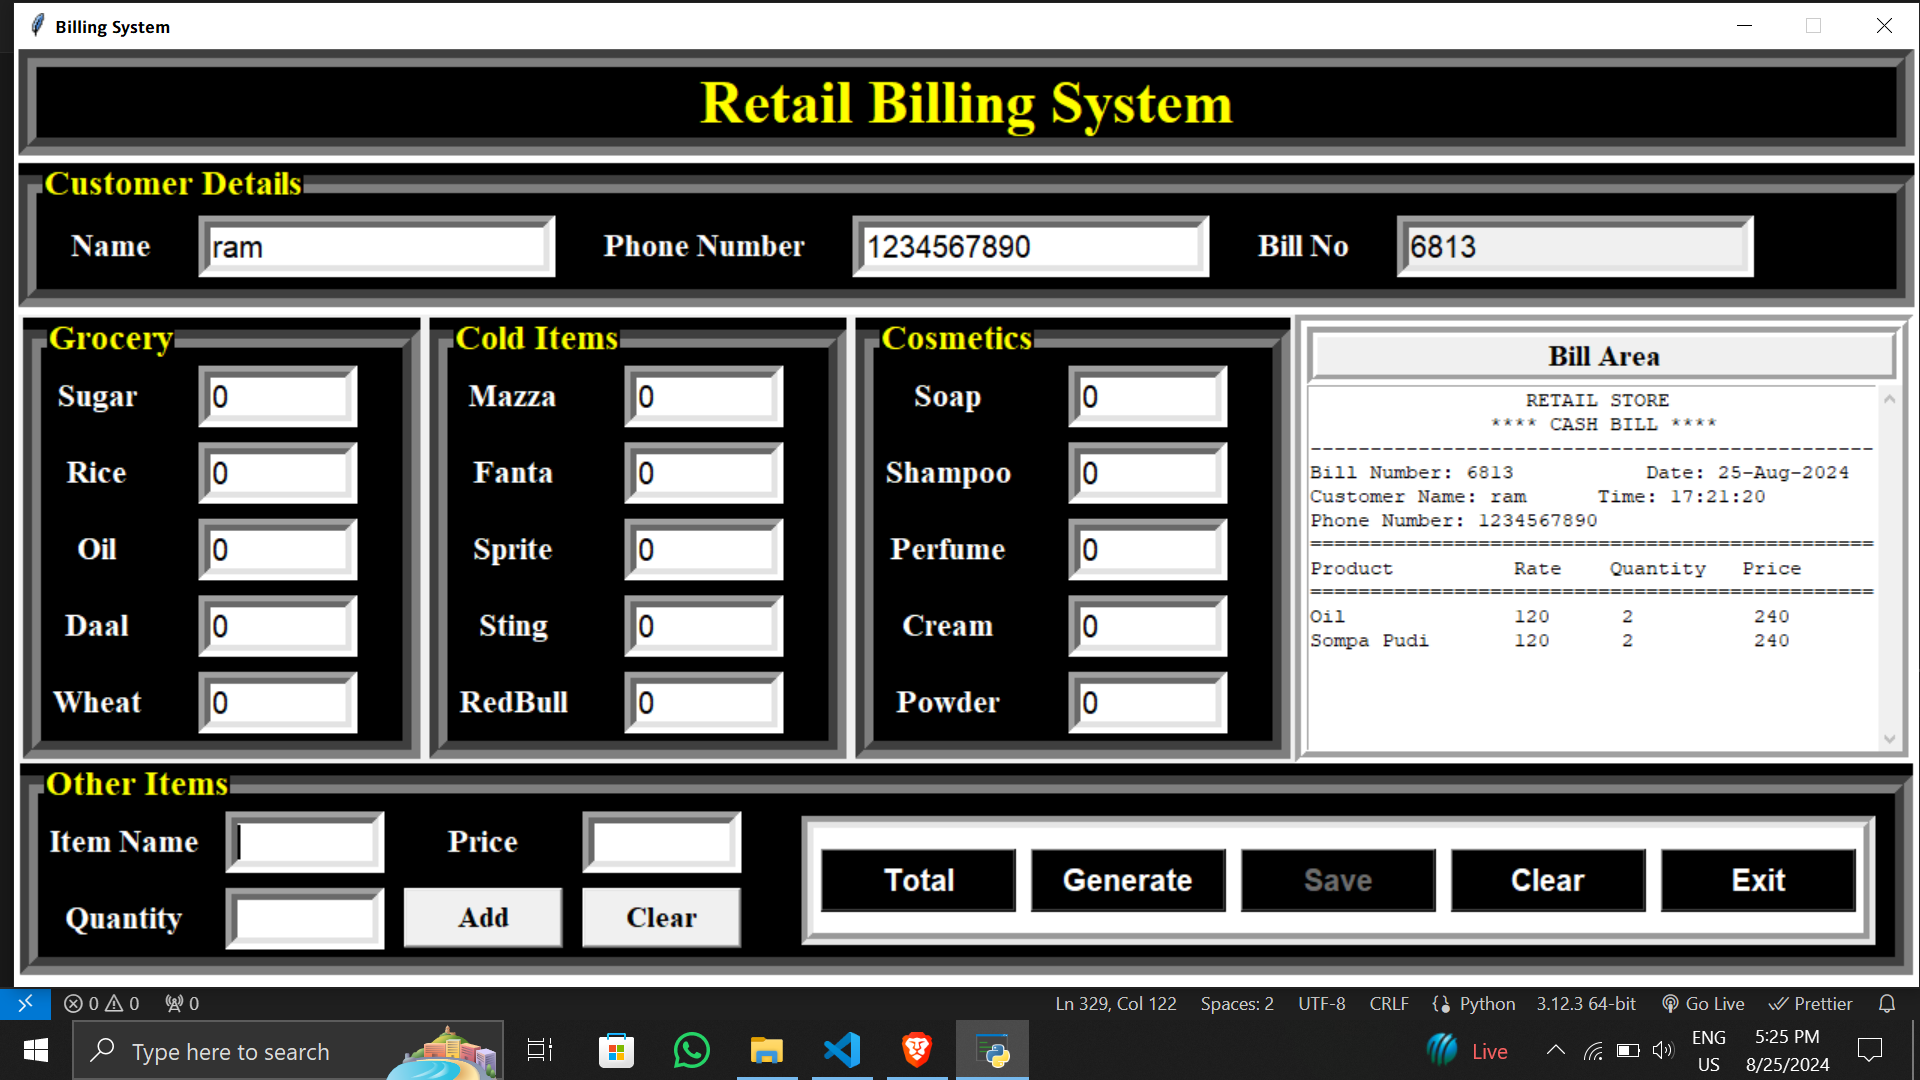 Billing System
Retail Billing System
Customer Details
Name ram Phone Number 1234567890 Bill No 6813
Grocery
Sugar 0
Rice 0
Oil 0
Daal 0
Wheat 0
Cold Items
Mazza 0
Fanta 0
Sprite 0
Sting 0
RedBull 0
Cosmetics
Soap 0
Shampoo 0
Perfume 0
Cream 0
Powder 0
Bill Area
RETAIL STORE
**** CASH BILL ****
-----------------------------------------------
Bill Number: 6813 Date: 25-Aug-2024
Customer Name: ram Time: 17:21:20
Phone Number: 1234567890
===============================================
Product Rate Quantity Price
===============================================
Oil 120 2 240
Sompa Pudi 120 2 240
Other Items
Item Name Price
Quantity Add Clear
Total Generate Save Clear Exit
0 0 0 Ln 329, Col 122 Spaces: 2 UTF-8 CRLF Python 3.12.3 64-bit Go Live Prettier
Type here to search Live ENG US 5:25 PM 8/25/2024